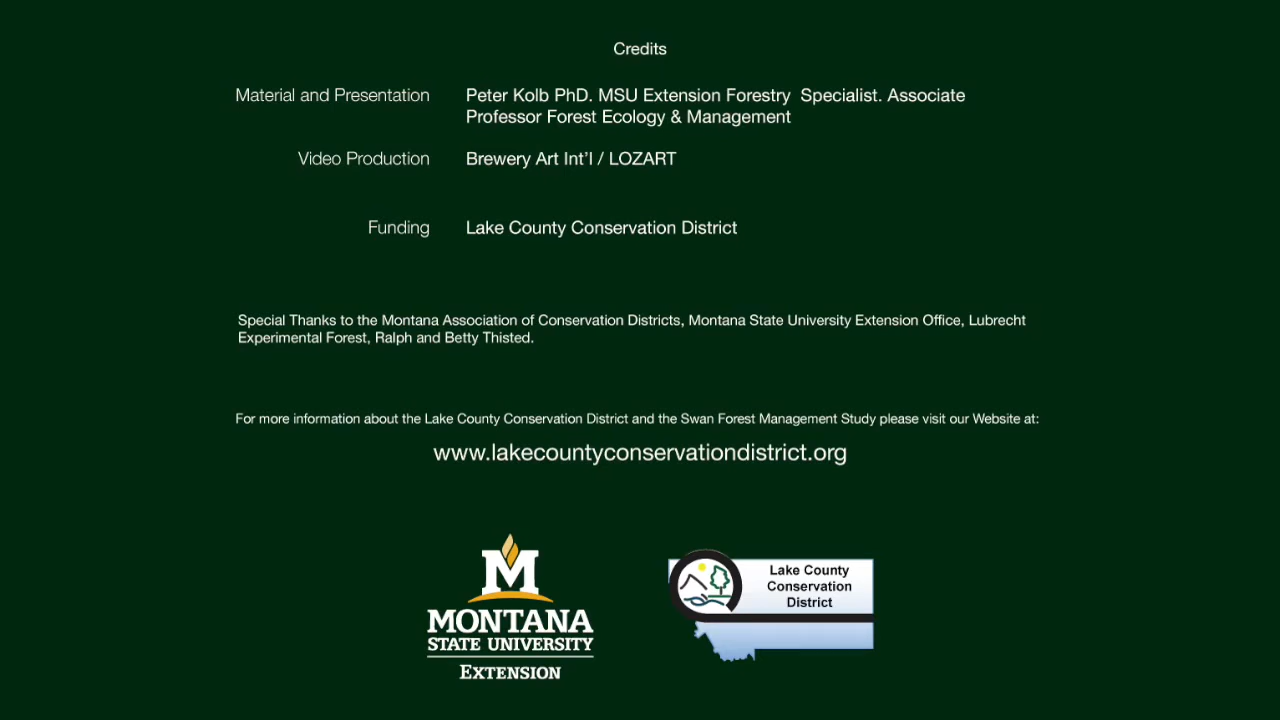 Credits
Material and Presentation Peter Kolb PhD. MSU Extension Forestry  Specialist. Associate
Professor Forest Ecology & Management
Video Production Brewery Art Int'l / LOZART
Funding Lake County Conservation District
Special Thanks to the Montana Association of Conservation Districts, Montana State University Extension Office, Lubrecht
Experimental Forest, Ralph and Betty Thisted.
For more information about the Lake County Conservation District and the Swan Forest Management Study please visit our Website at:
www.lakecountyconservationdistrict.org
M
MONTANA
STATE UNIVERSITY
EXTENSION
Lake County
Conservation
District